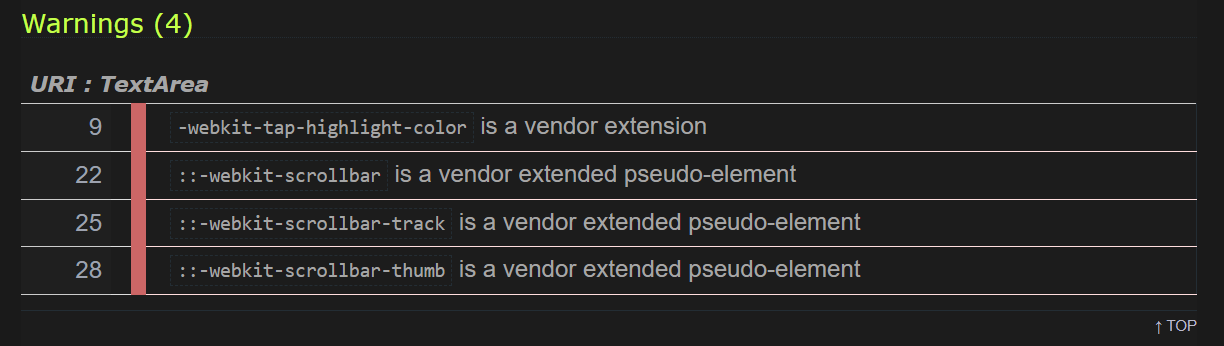 Warnings (4)
URI : TextArea
9 -webkit-tap-highlight-color is a vendor extension
22 ::-webkit-scrollbar is a vendor extended pseudo-element
25 ::-webkit-scrollbar-track is a vendor extended pseudo-element
28 ::-webkit-scrollbar-thumb is a vendor extended pseudo-element
↑ TOP